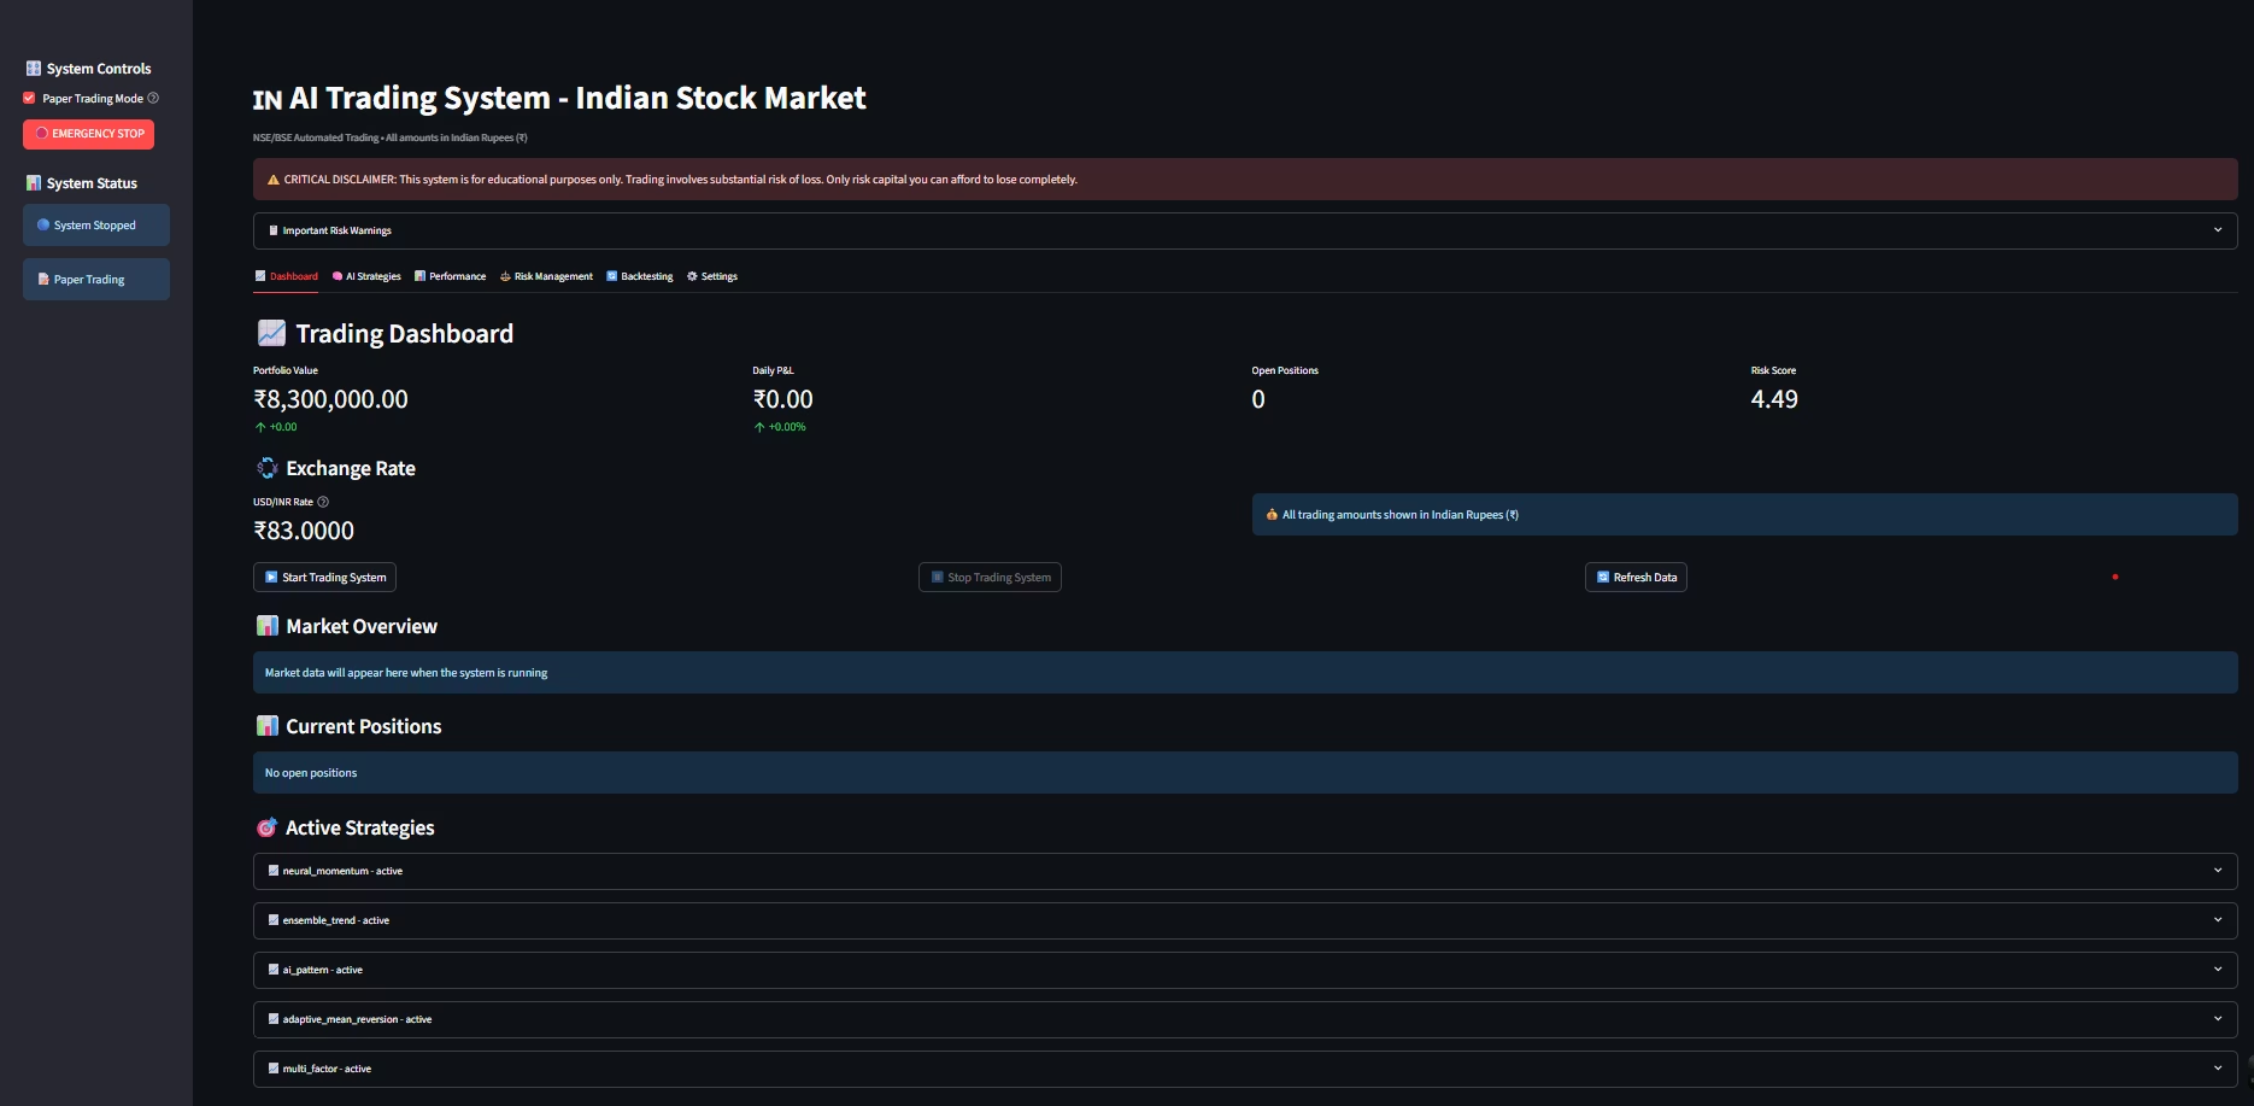 System Controls
Paper Trading Mode
EMERGENCY STOP
System Status
System Stopped
Paper Trading
IN AI Trading System - Indian Stock Market
NSE/BSE Automated Trading • All amounts in Indian Rupees (₹)
CRITICAL DISCLAIMER: This system is for educational purposes only. Trading involves substantial risk of loss. Only risk capital you can afford to lose completely.
Important Risk Warnings
Dashboard AI Strategies Performance Risk Management Backtesting Settings
Trading Dashboard
Portfolio Value Daily P&L Open Positions Risk Score
₹8,300,000.00 ₹0.00 0 4.49
+0.00 +0.00%
Exchange Rate
USD/INR Rate
₹83.0000
All trading amounts shown in Indian Rupees (₹)
Start Trading System Stop Trading System Refresh Data
Market Overview
Market data will appear here when the system is running
Current Positions
No open positions
Active Strategies
neural_momentum - active
ensemble_trend - active
ai_pattern - active
adaptive_mean_reversion - active
multi_factor - active